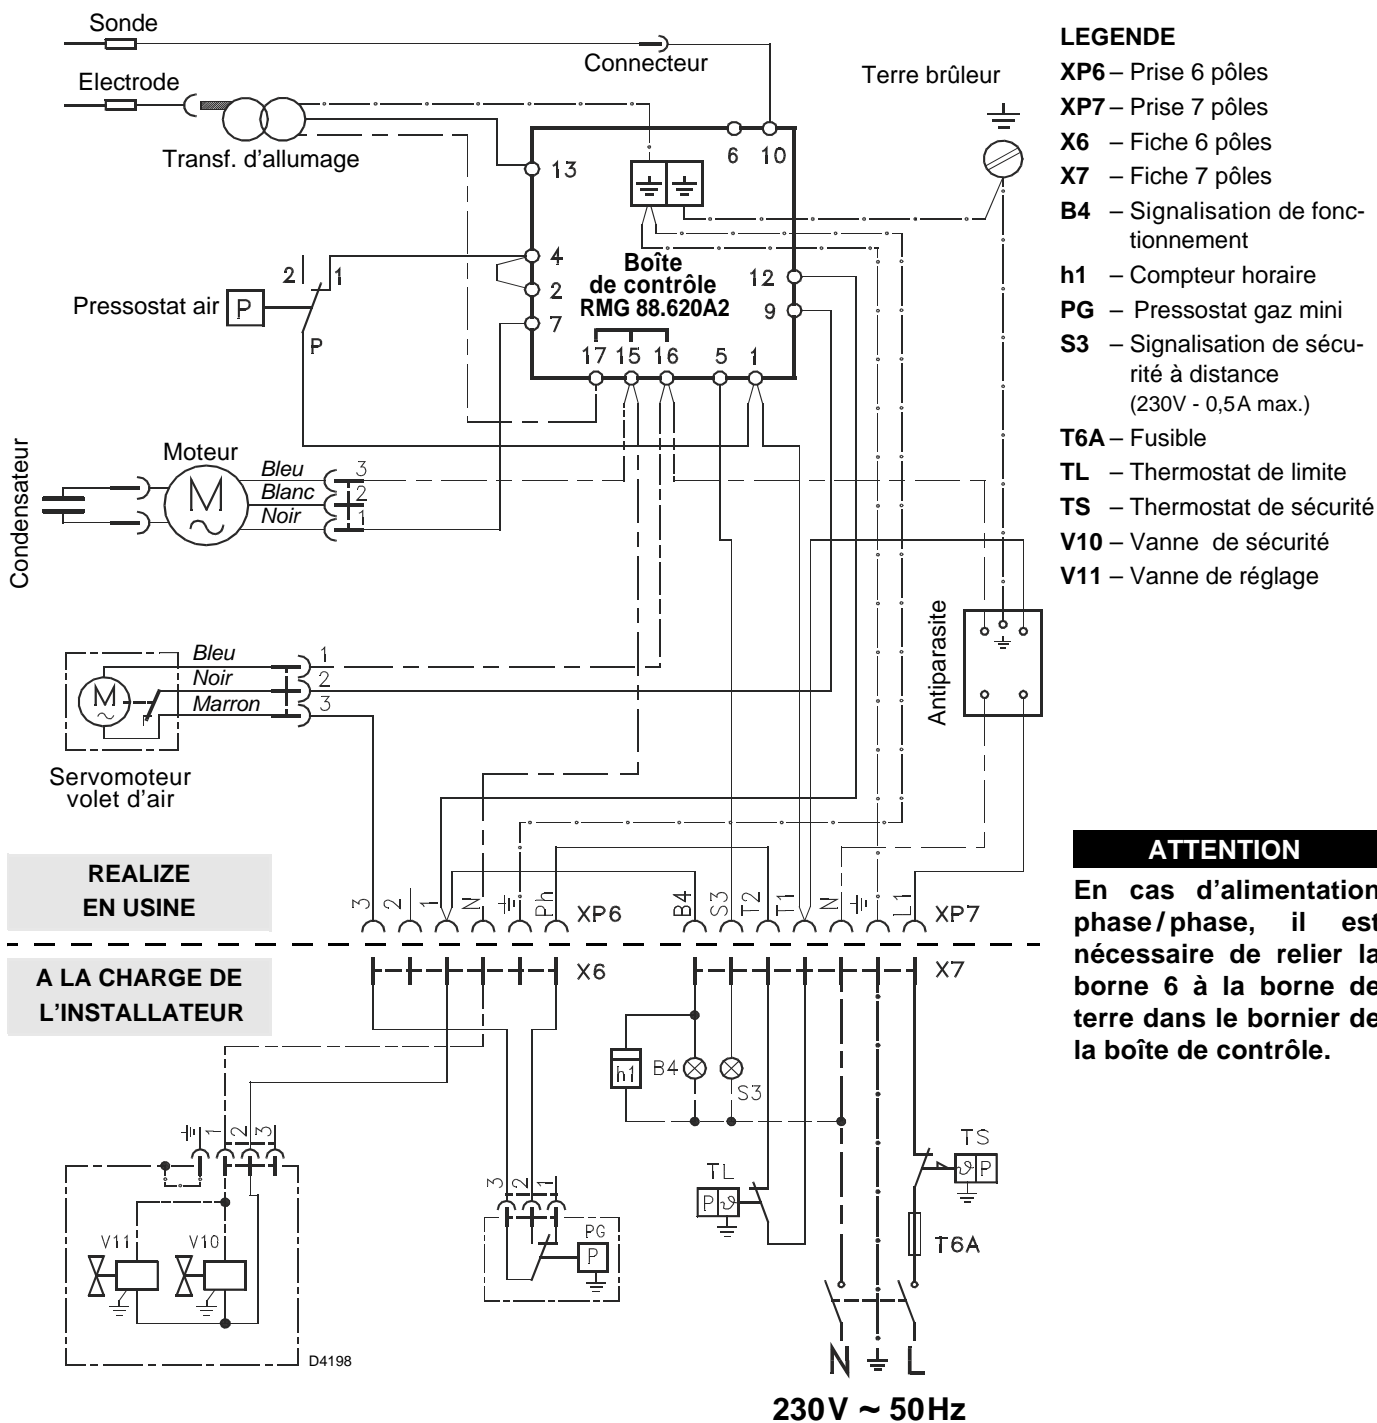 Sonde
Connecteur
Electrode
Transf. d'allumage
Terre brûleur
6 10
13
4
2
7
12
9
Boîte
de contrôle
RMG 88.620A2
17 15 16 5 1
2 1
Pressostat air P
P
Condensateur
Moteur
M
Bleu 3
Blanc 2
Noir 1
Antiparasite
M
Bleu 1
Noir 2
Marron 3
Servomoteur
volet d'air
REALIZE
EN USINE
3 2 1 N Ph XP6
B4 S3 T2 T1 N L1 XP7
A LA CHARGE DE
L'INSTALLATEUR
X6
X7
h1 B4 S3
1 2 3
V11 V10
D4198
3 2 1
PG
P
TL
P ϑ
TS
ϑ P
T6A
N L
230V ~ 50Hz
LEGENDE
XP6 – Prise 6 pôles
XP7 – Prise 7 pôles
X6 – Fiche 6 pôles
X7 – Fiche 7 pôles
B4 – Signalisation de fonc-
tionnement
h1 – Compteur horaire
PG – Pressostat gaz mini
S3 – Signalisation de sécu-
rité à distance
(230V - 0,5A max.)
T6A – Fusible
TL – Thermostat de limite
TS – Thermostat de sécurité
V10 – Vanne de sécurité
V11 – Vanne de réglage
ATTENTION
En cas d'alimentation
phase/phase, il est
nécessaire de relier la
borne 6 à la borne de
terre dans le bornier de
la boîte de contrôle.